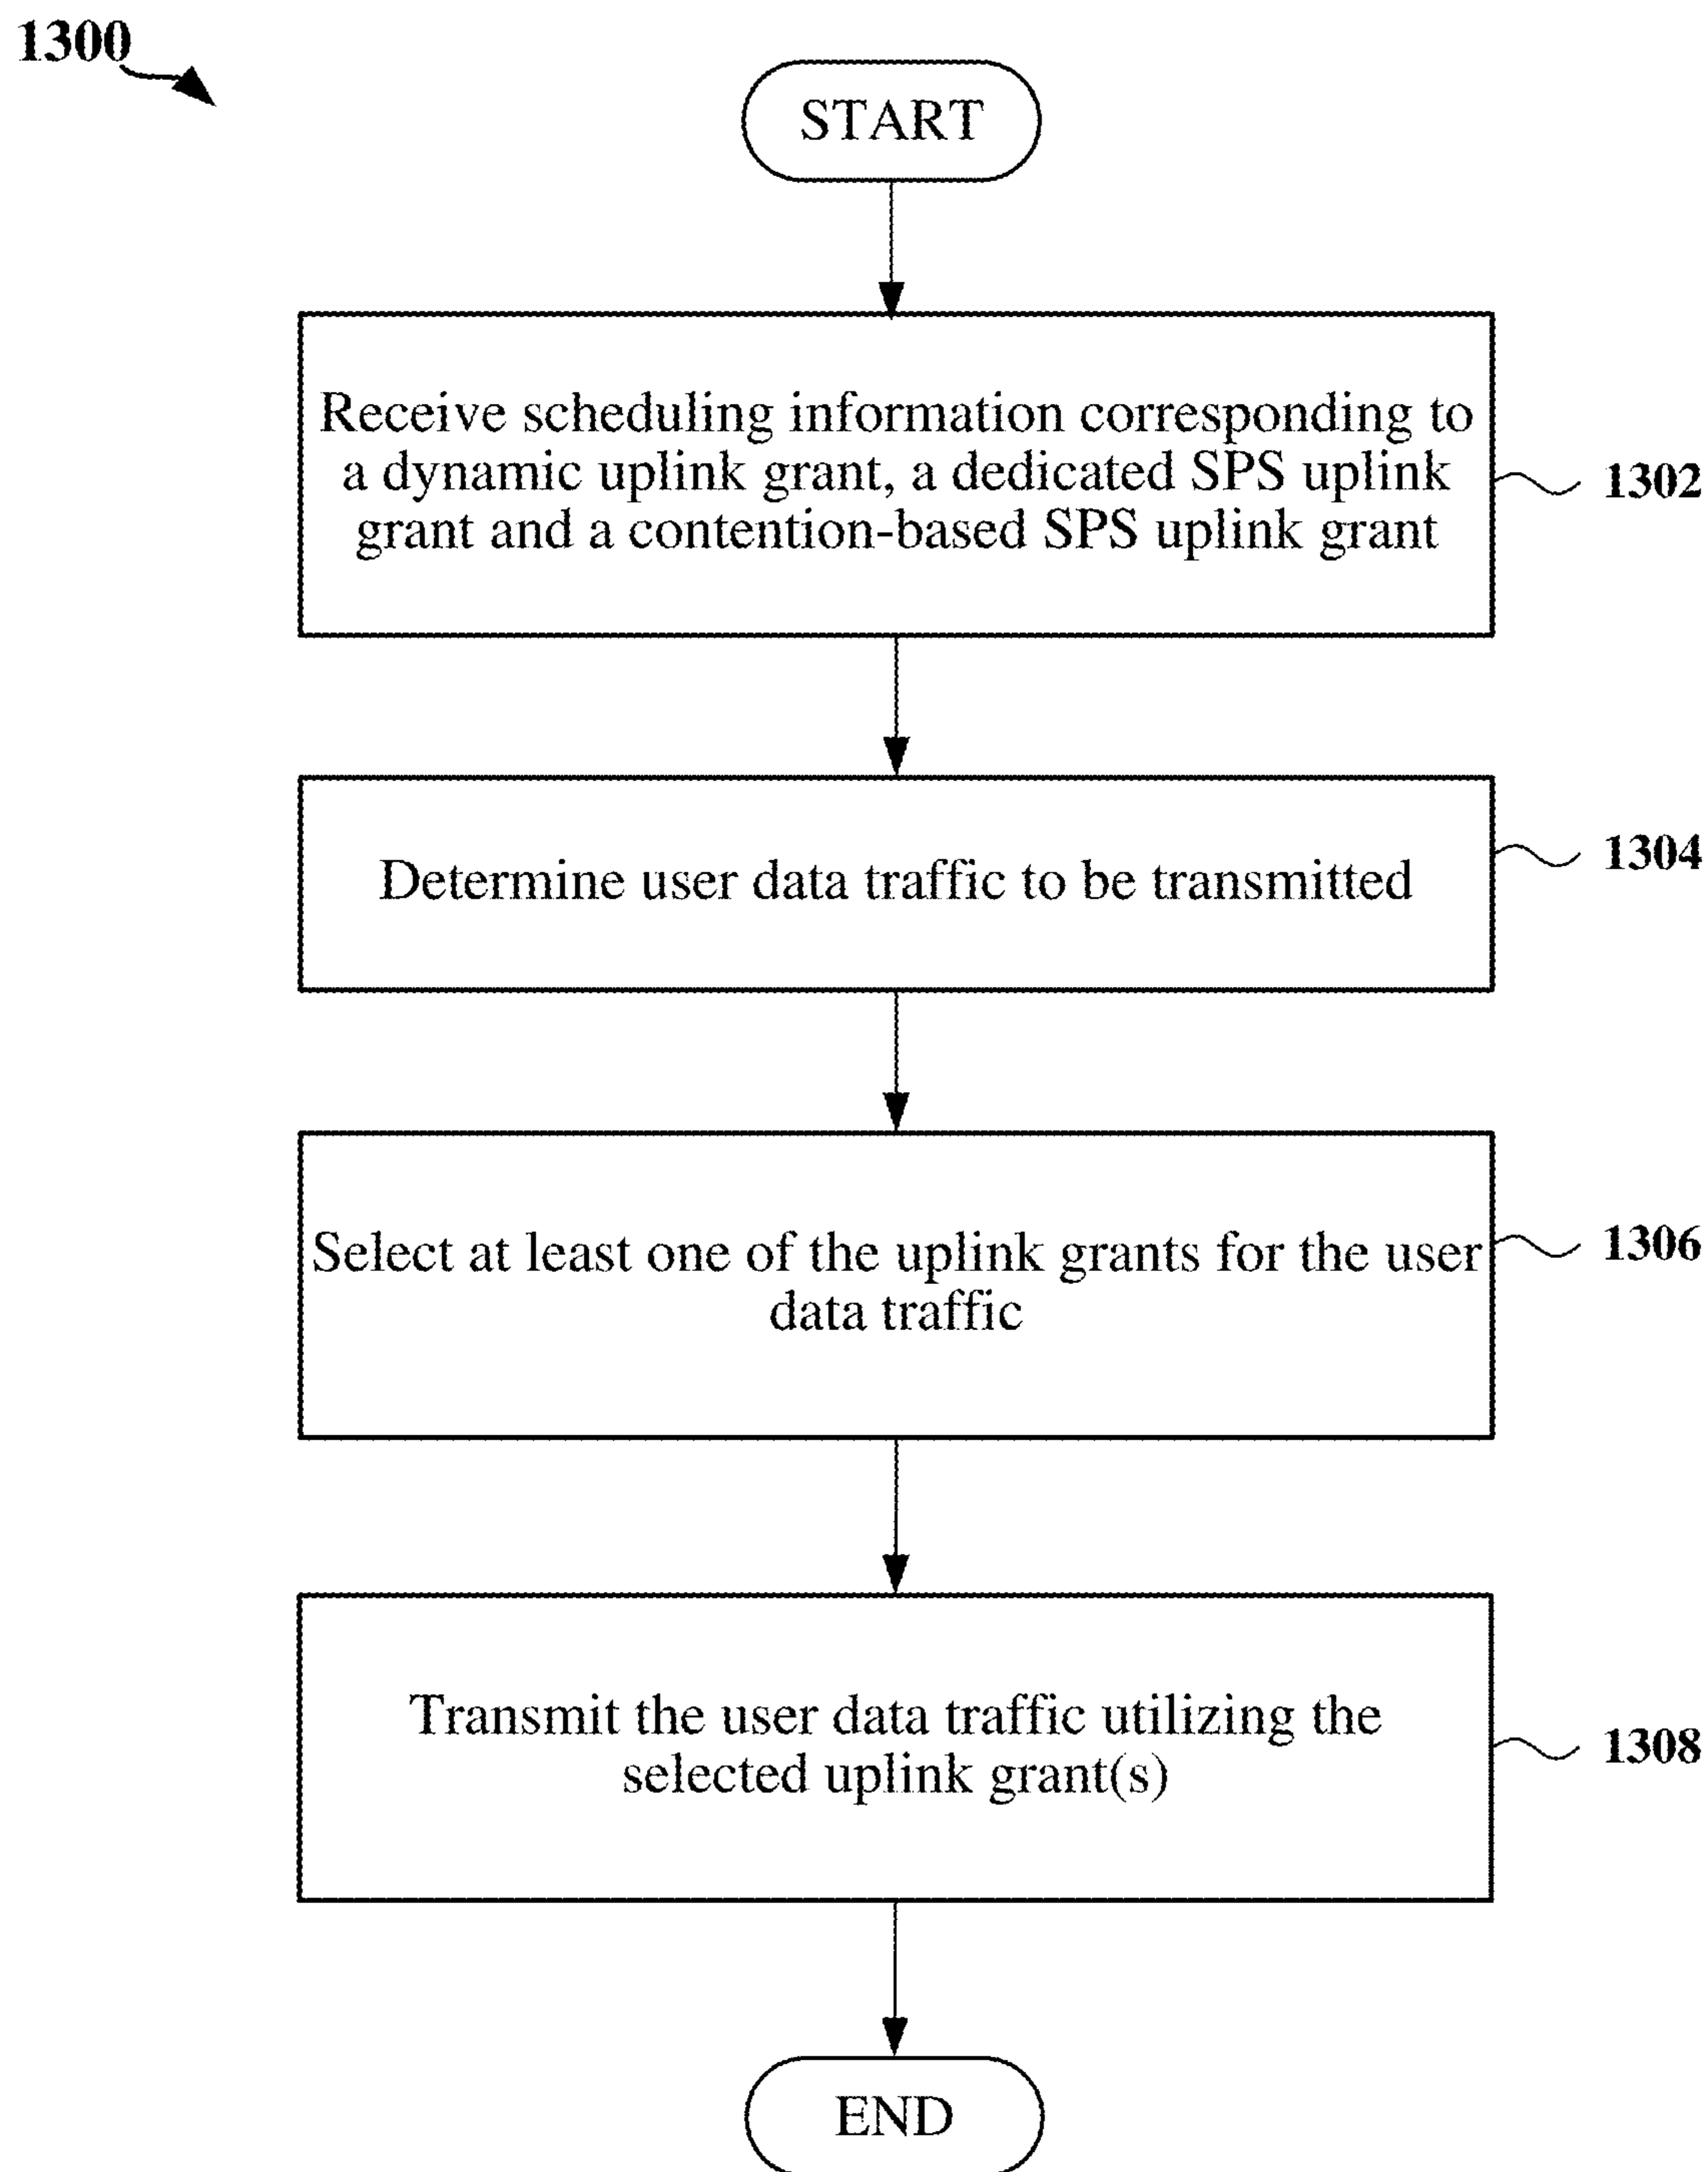 1300
START
Receive scheduling information corresponding to
a dynamic uplink grant, a dedicated SPS uplink
grant and a contention-based SPS uplink grant
1302
Determine user data traffic to be transmitted
1304
Select at least one of the uplink grants for the user
data traffic
1306
Transmit the user data traffic utilizing the
selected uplink grant(s)
1308
END